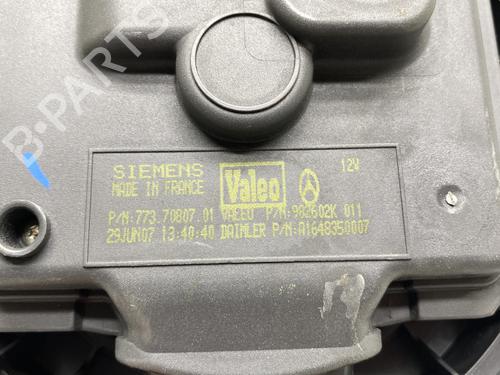 B-PARTS
SIEMENS Valeo 12V
MADE IN FRANCE
P/N:773.70807.01 VALEO P/N:982602K 011
29JUN07 13:40:40 DAIMLER P/N:A1648350007